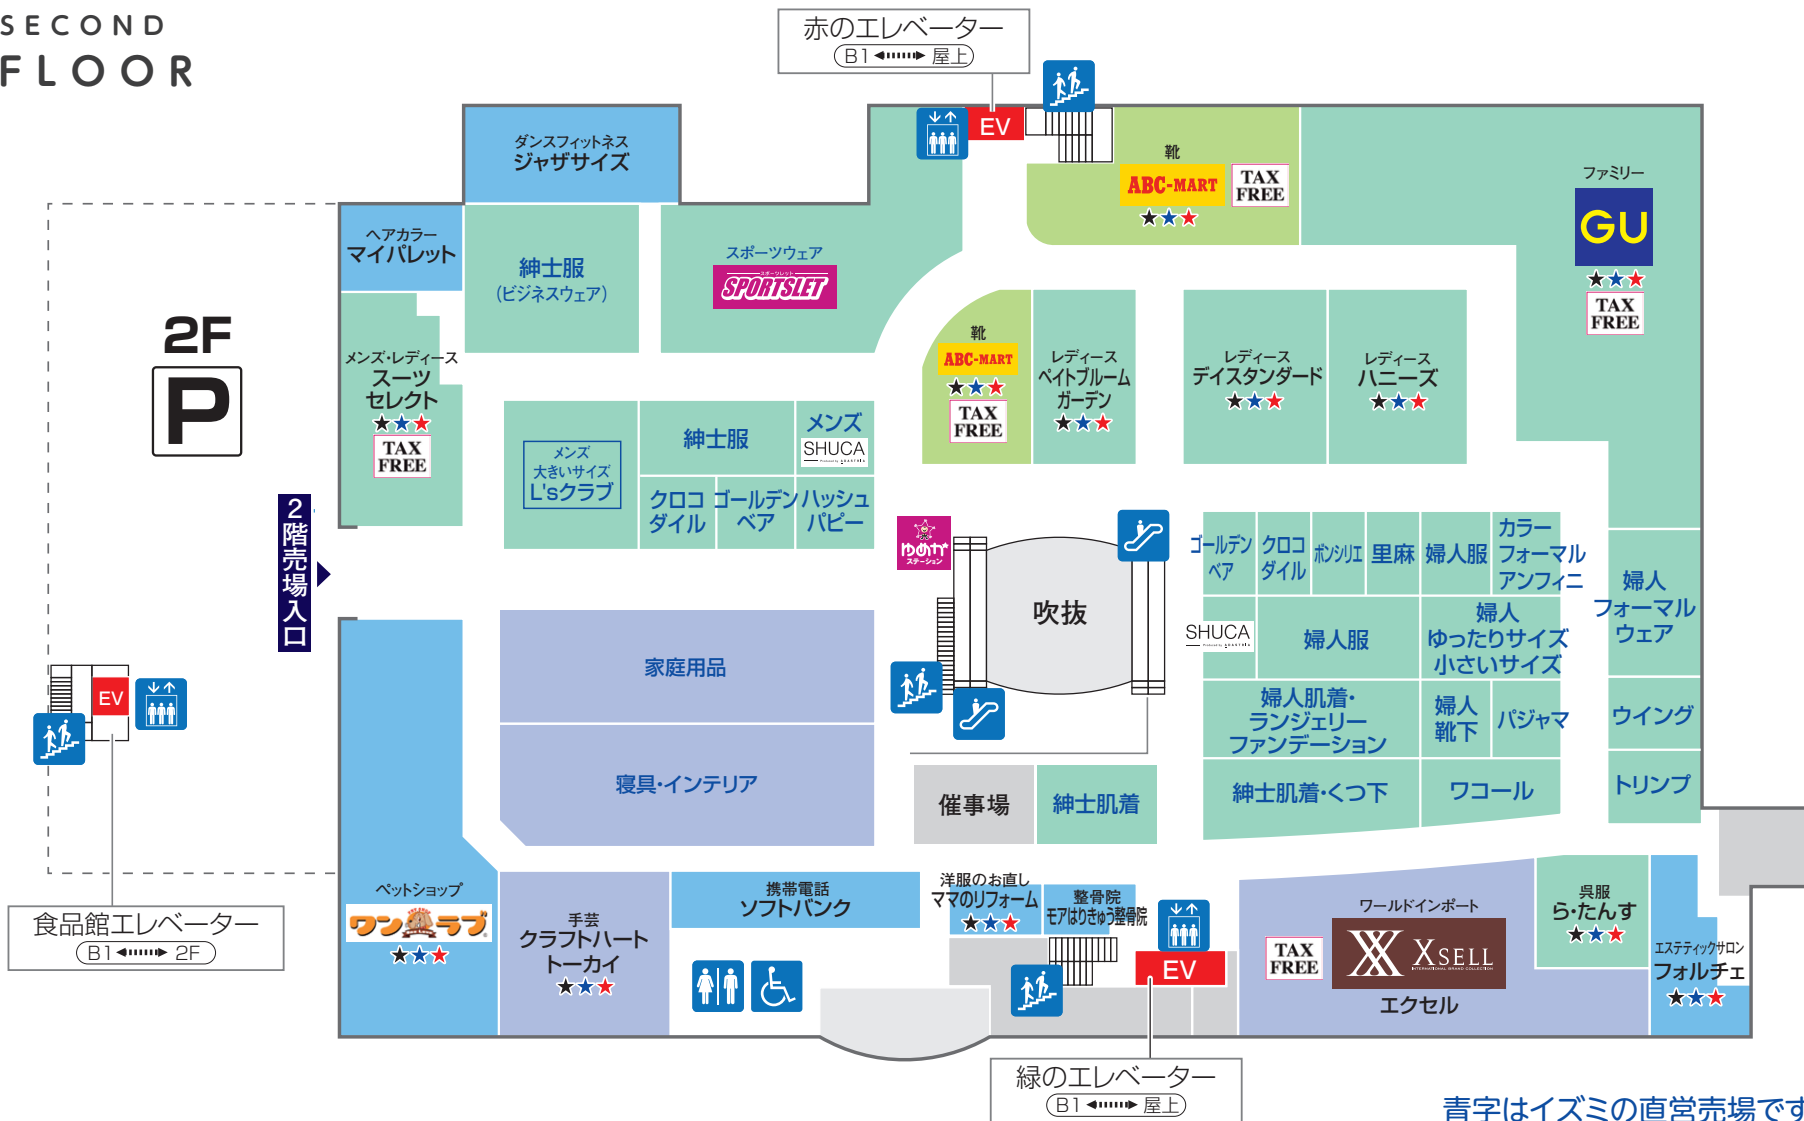 SECOND
FLOOR
赤のエレベーター
B1 屋上
EV
ダンスフィットネス
ジャザサイズ
ヘアカラー
マイパレット
紳士服
（ビジネスウェア）
スポーツウェア
スポーツレット
SPORTSLET
靴
ABC-MART
TAX
FREE
★★★
ファミリー
GU
★★★
TAX
FREE
2F
P
メンズ・レディース
スーツ
セレクト
★★★
TAX
FREE
靴
ABC-MART
★★★
TAX
FREE
レディース
ペイトブルーム
ガーデン
★★★
レディース
デイスタンダード
★★★
レディース
ハニーズ
★★★
メンズ
大きいサイズ
L'sクラブ
紳士服
メンズ
SHUCA
クロコ
ダイル
ゴールデン
ベア
ハッシュ
パピー
2階売場入口
ゆめか
ステーション
吹抜
ゴールデン
ベア
クロコ
ダイル
ボンシリエ
里麻
婦人服
カラー
フォーマル
アンフィニ
婦人
フォーマル
ウェア
SHUCA
婦人服
婦人
ゆったりサイズ
小さいサイズ
家庭用品
EV
婦人肌着・
ランジェリー
ファンデーション
婦人
靴下
パジャマ
ウイング
寝具・インテリア
催事場
紳士肌着
紳士肌着・くつ下
ワコール
トリンプ
食品館エレベーター
B1 2F
ペットショップ
ワンラブ
★★★
手芸
クラフトハート
トーカイ
★★★
携帯電話
ソフトバンク
洋服のお直し
ママのリフォーム
★★★
整骨院
モアはりきゅう整骨院
EV
ワールドインポート
TAX
FREE
XSELL
INTERNATIONAL BRAND COLLECTION
エクセル
呉服
ら・たんす
★★★
エステティックサロン
フォルチェ
★★★
緑のエレベーター
B1 屋上
青字はイズミの直営売場です